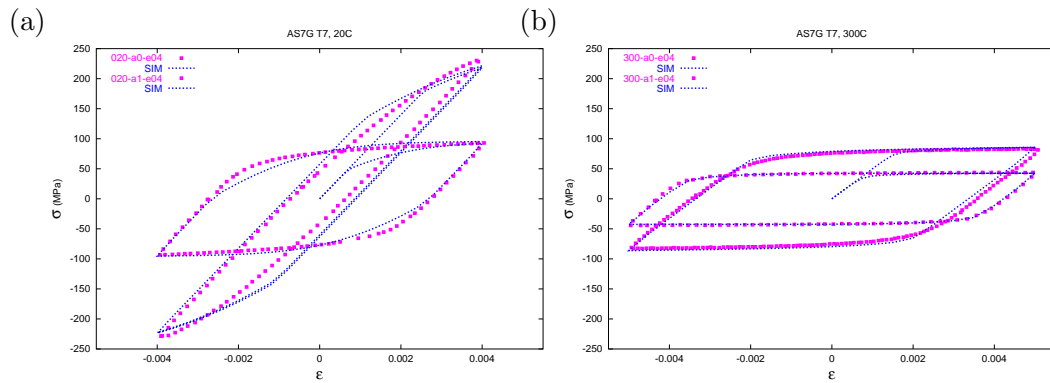 (a)
AS7G T7, 20C
020-a0-e04
SIM
020-a1-e04
SIM
250
200
150
100
50
0
-50
-100
-150
-200
-250
σ (MPa)
-0.004
-0.002
0
0.002
0.004
ε
(b)
AS7G T7, 300C
300-a0-e04
SIM
300-a1-e04
SIM
250
200
150
100
50
0
-50
-100
-150
-200
-250
σ (MPa)
-0.004
-0.002
0
0.002
0.004
ε